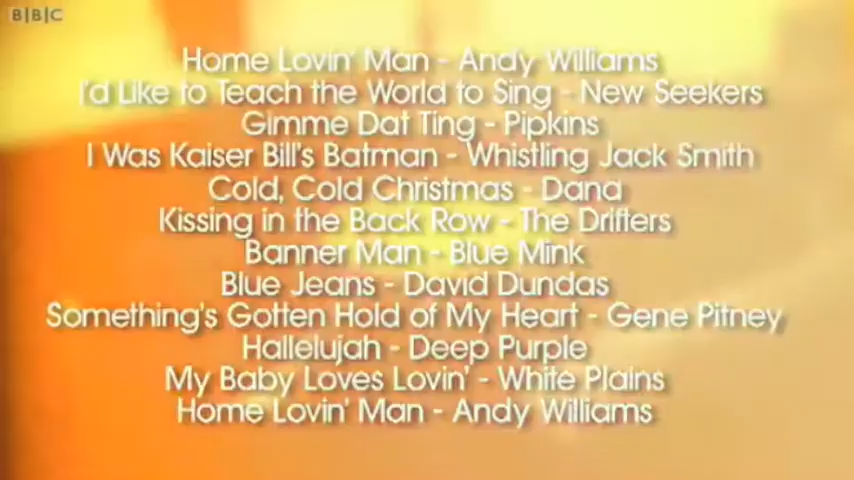 BBC
Home Lovin' Man - Andy Williams
I'd Like to Teach the World to Sing - New Seekers
Gimme Dat Ting - Pipkins
I Was Kaiser Bill's Batman - Whistling Jack Smith
Cold, Cold Christmas - Dana
Kissing in the Back Row - The Drifters
Banner Man - Blue Mink
Blue Jeans - David Dundas
Something's Gotten Hold of My Heart - Gene Pitney
Hallelujah - Deep Purple
My Baby Loves Lovin' - White Plains
Home Lovin' Man - Andy Williams